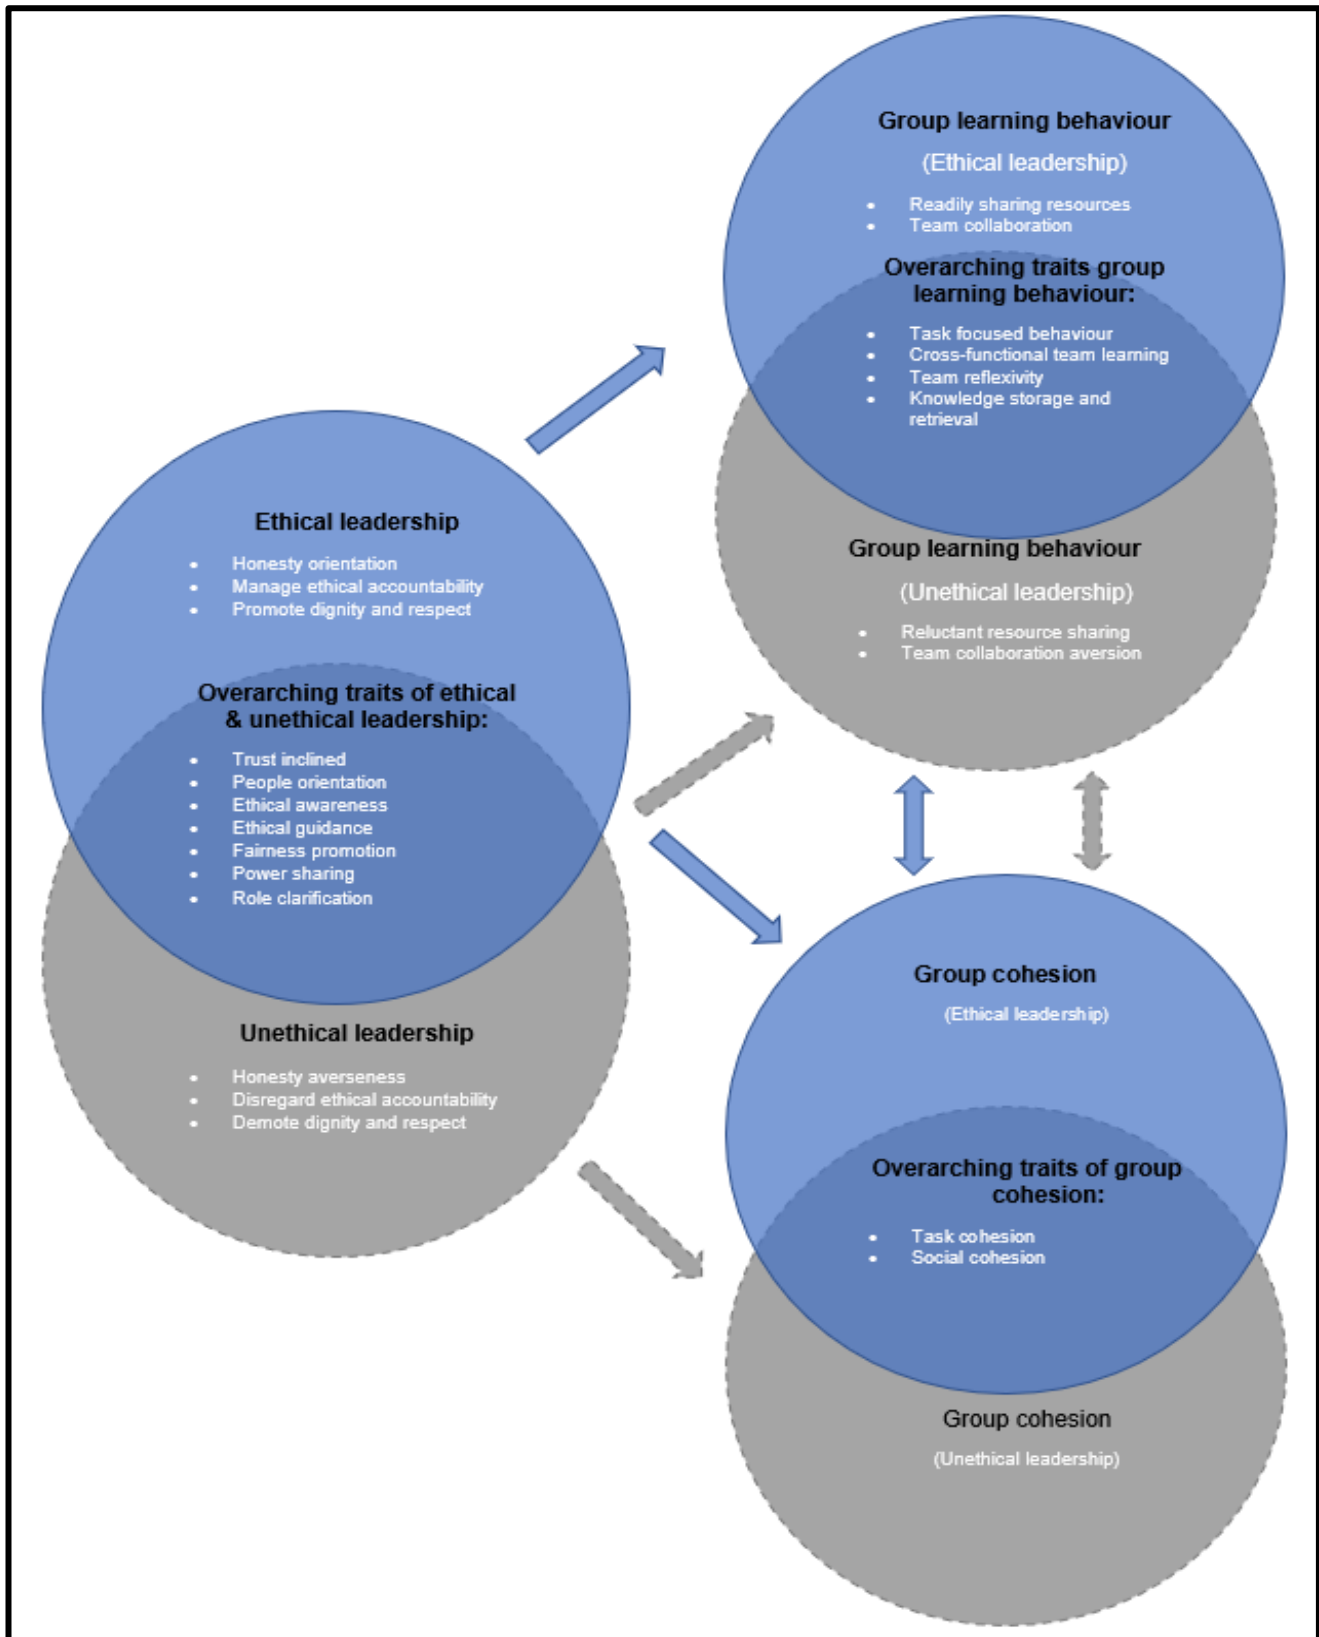 Group learning behaviour
(Ethical leadership)
• Readily sharing resources
• Team collaboration
Overarching traits group
learning behaviour:
• Task focused behaviour
• Cross-functional team learning
• Team reflexivity
• Knowledge storage and
retrieval
Group learning behaviour
(Unethical leadership)
• Reluctant resource sharing
• Team collaboration aversion
Ethical leadership
• Honesty orientation
• Manage ethical accountability
• Promote dignity and respect
Overarching traits of ethical
& unethical leadership:
• Trust inclined
• People orientation
• Ethical awareness
• Ethical guidance
• Fairness promotion
• Power sharing
• Role clarification
Unethical leadership
• Honesty averseness
• Disregard ethical accountability
• Demote dignity and respect
Group cohesion
(Ethical leadership)
Overarching traits of group
cohesion:
• Task cohesion
• Social cohesion
Group cohesion
(Unethical leadership)